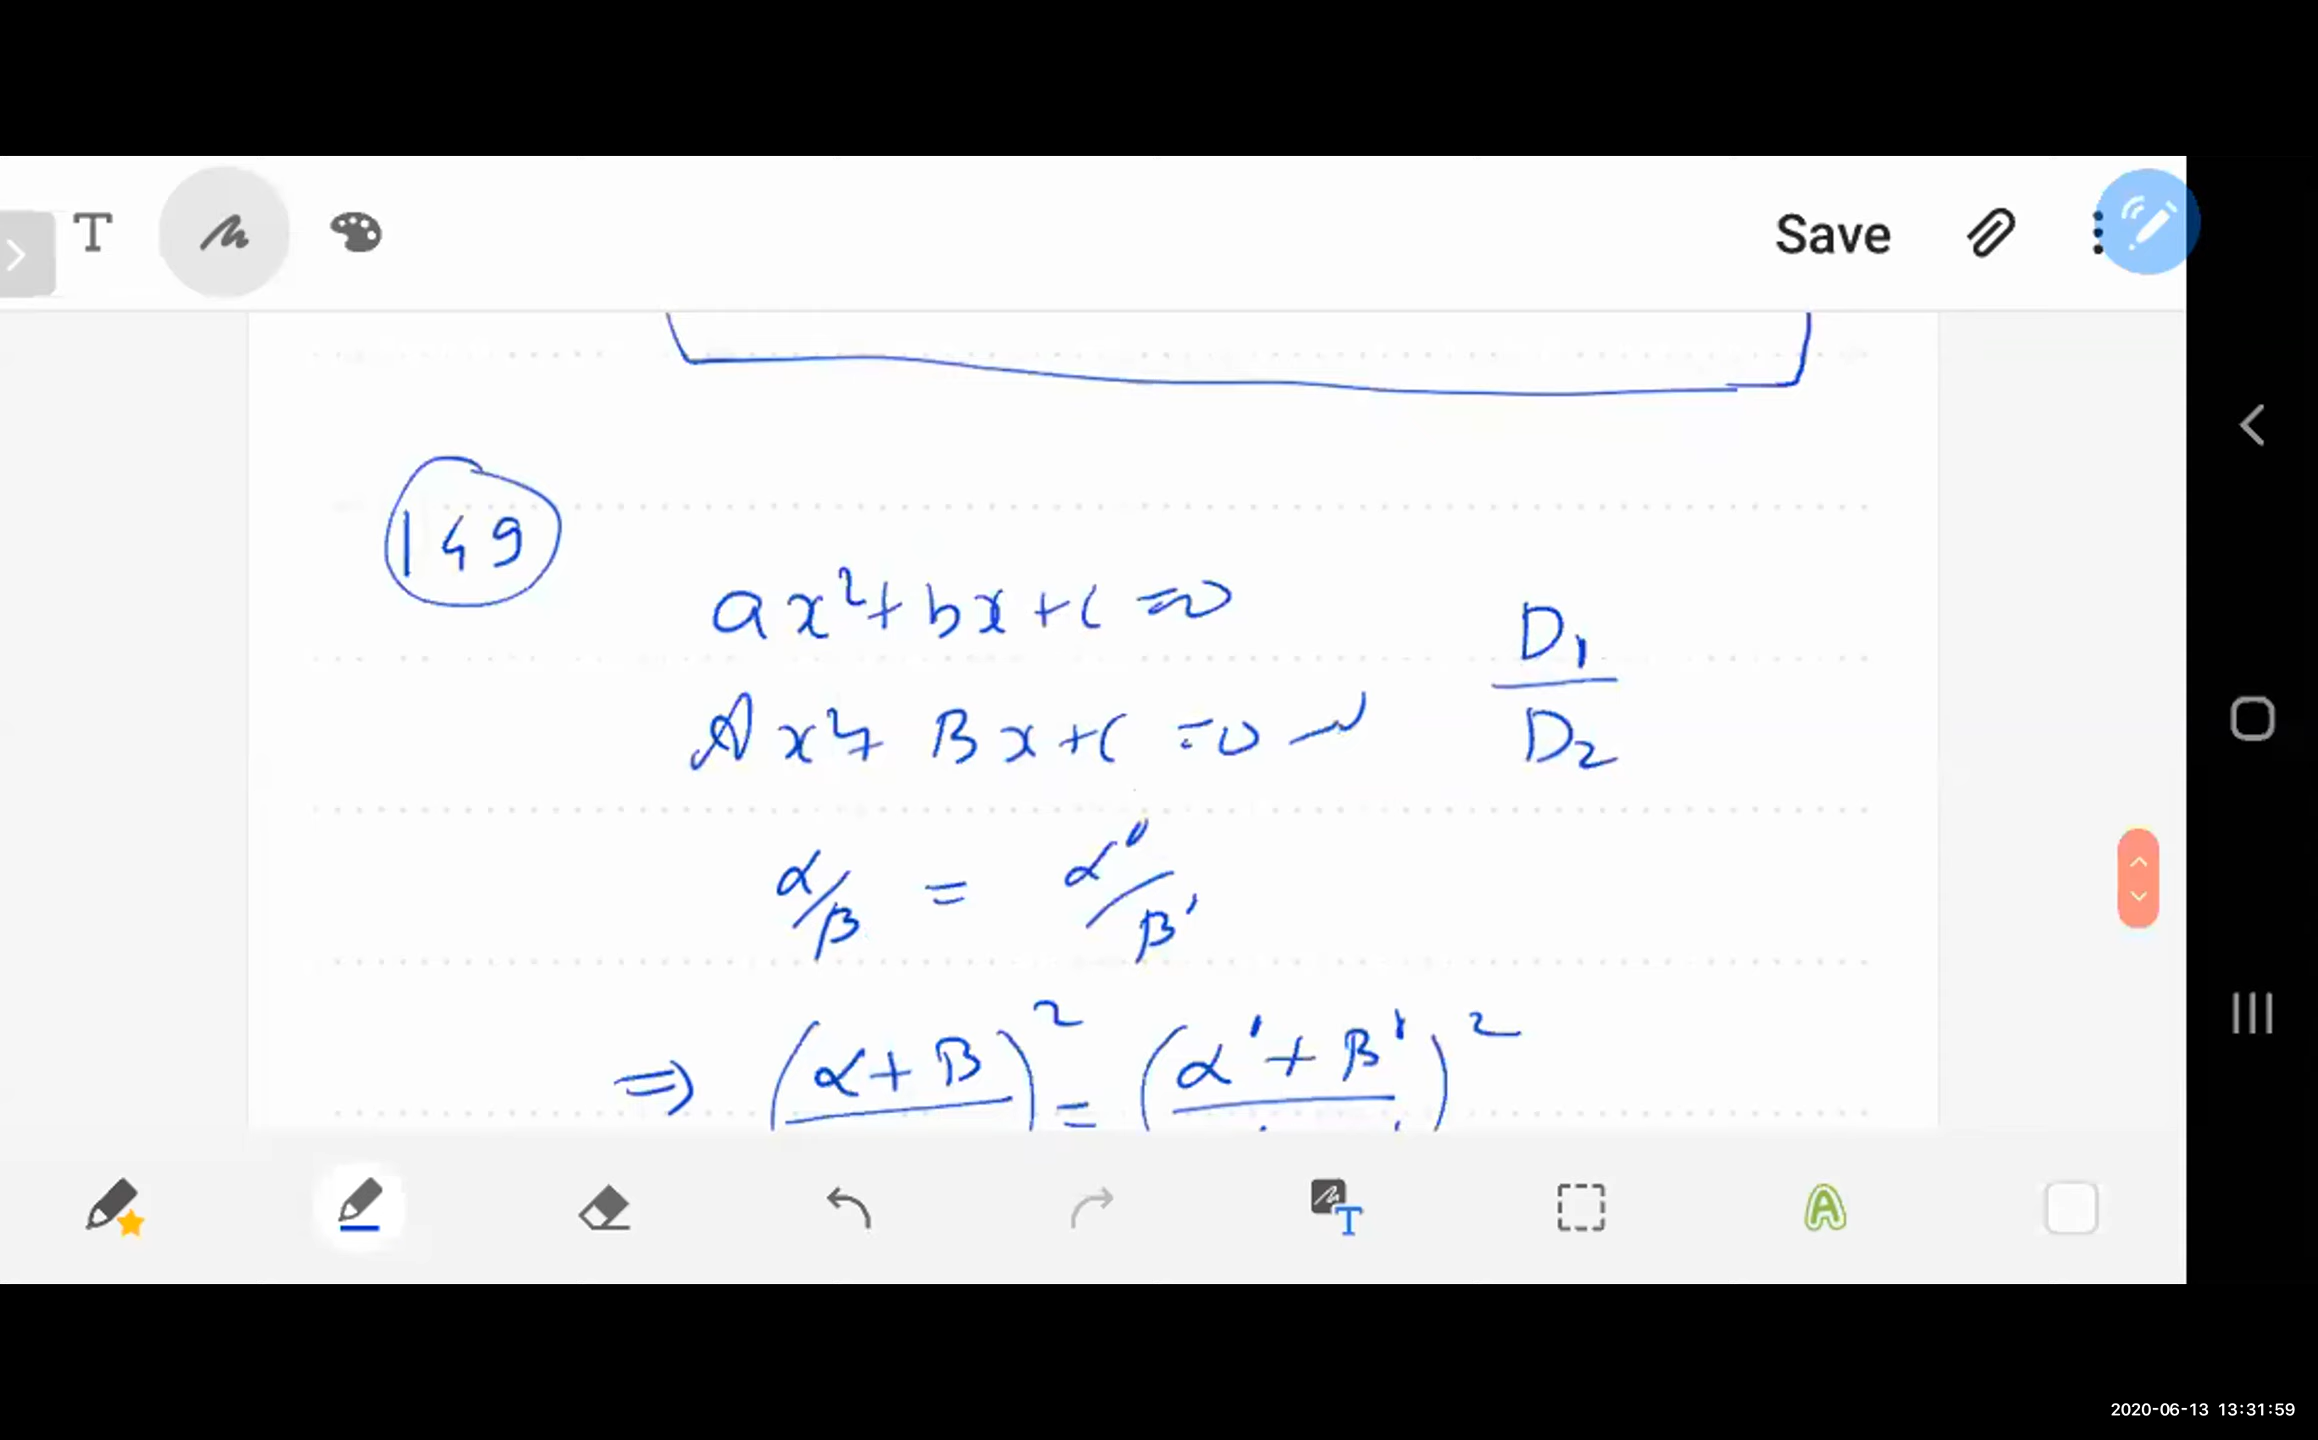 T Save
149
ax²+bx+c=0
Ax²+Bx+C=0
D₁/D₂
α/β = α'/β'
⇒ (α+β)² = (α'+β')²
A
2020-06-13 13:31:59